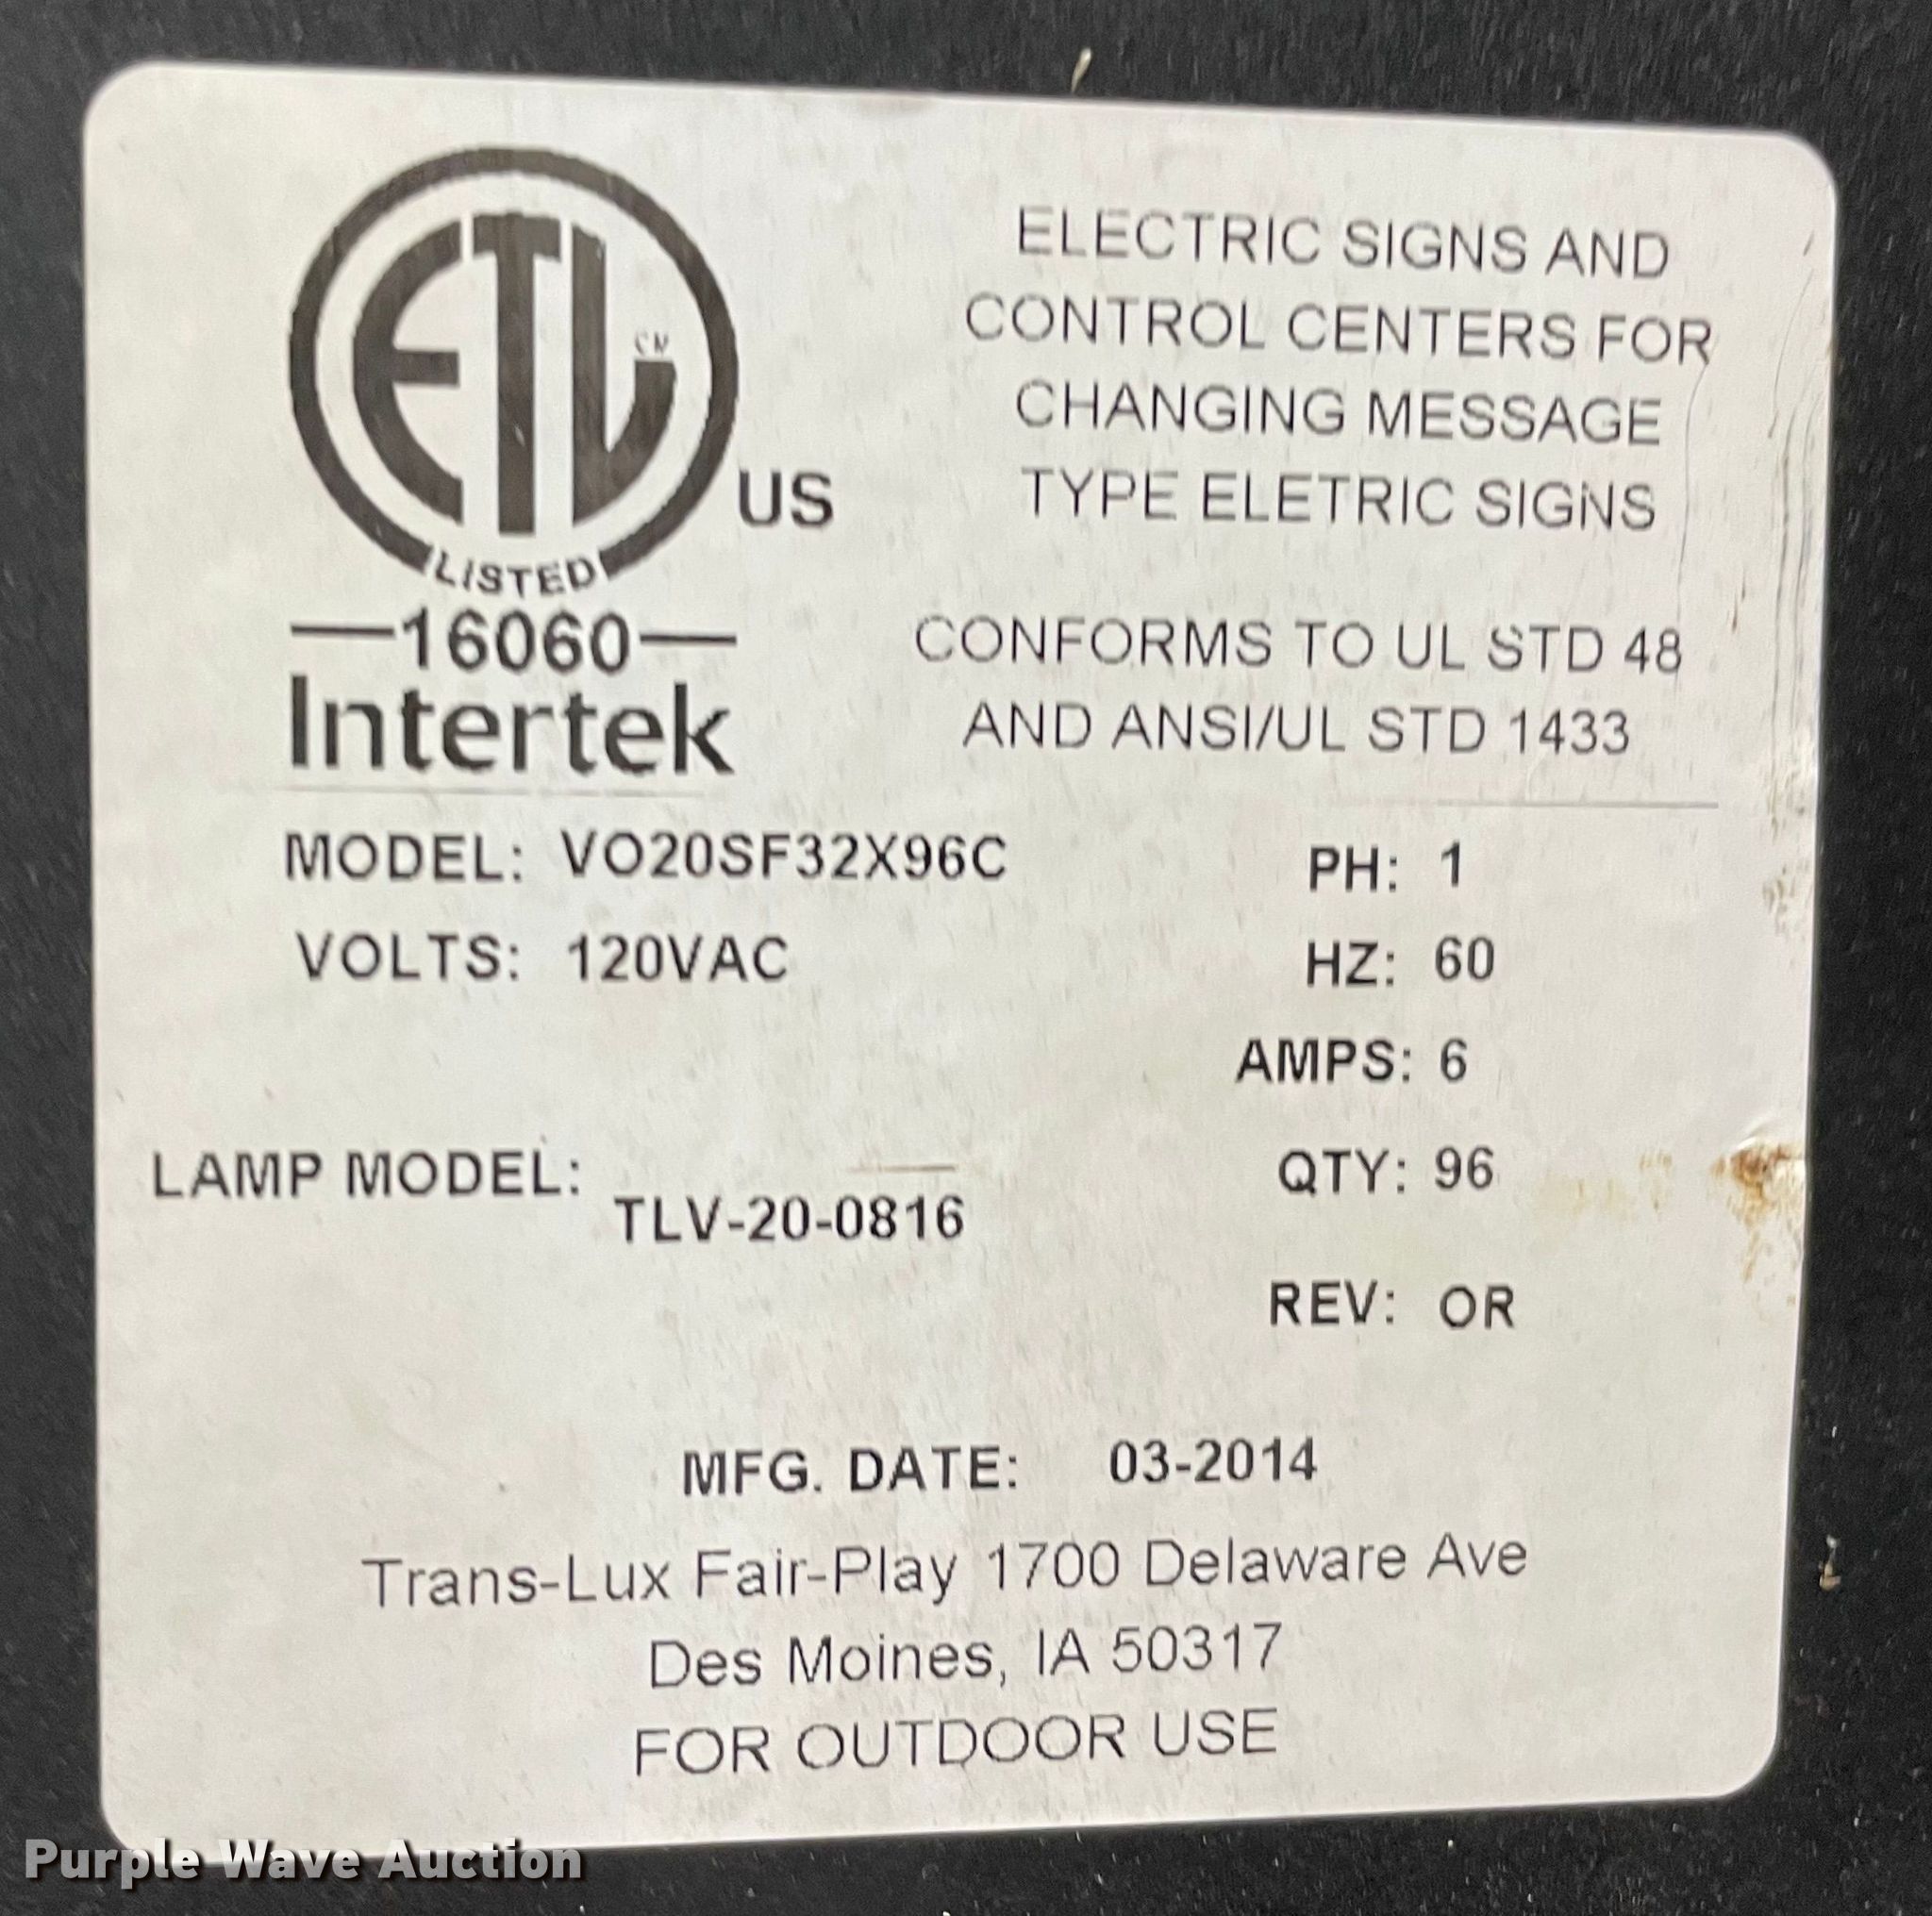 ETL CM
LISTED
US
16060
Intertek
ELECTRIC SIGNS AND
CONTROL CENTERS FOR
CHANGING MESSAGE
TYPE ELETRIC SIGNS
CONFORMS TO UL STD 48
AND ANSI/UL STD 1433
MODEL: VO20SF32X96C
PH: 1
VOLTS: 120VAC
HZ: 60
AMPS: 6
LAMP MODEL: TLV-20-0816
QTY: 96
REV: OR
MFG. DATE: 03-2014
Trans-Lux Fair-Play 1700 Delaware Ave
Des Moines, IA 50317
FOR OUTDOOR USE
Purple Wave Auction